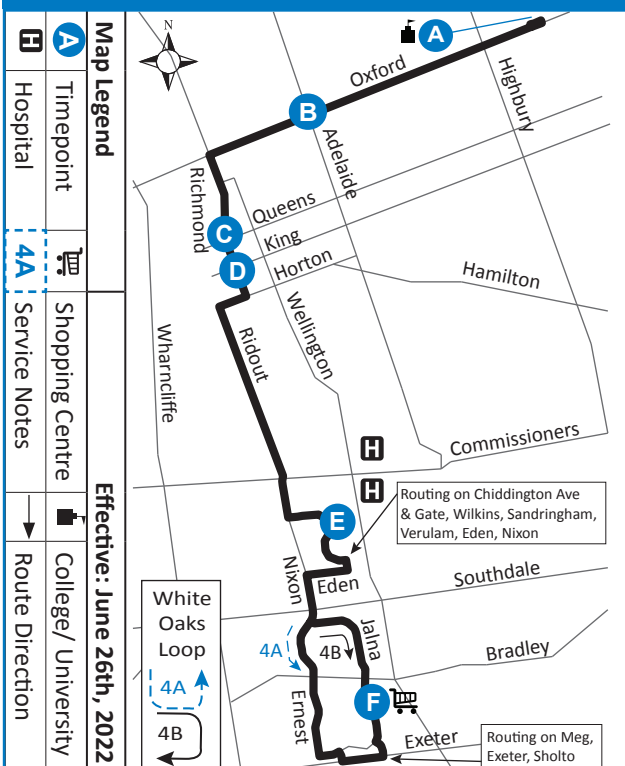 Map Legend
Effective: June 26th, 2022
A
Timepoint
Shopping Centre
College/ University
H
Hospital
4A
Service Notes
Route Direction
N
A
Oxford
Highbury
B
Adelaide
Richmond
Queens
C
King
D
Horton
Hamilton
Wellington
Ridout
Wharncliffe
Commissioners
H
H
Routing on Chiddington Ave
& Gate, Wilkins, Sandringham,
Verulam, Eden, Nixon
E
Nixon
Eden
Southdale
White
Oaks
Loop
4A
4B
4A
4B
Jalna
Bradley
F
Ernest
Exeter
Routing on Meg,
Exeter, Sholto